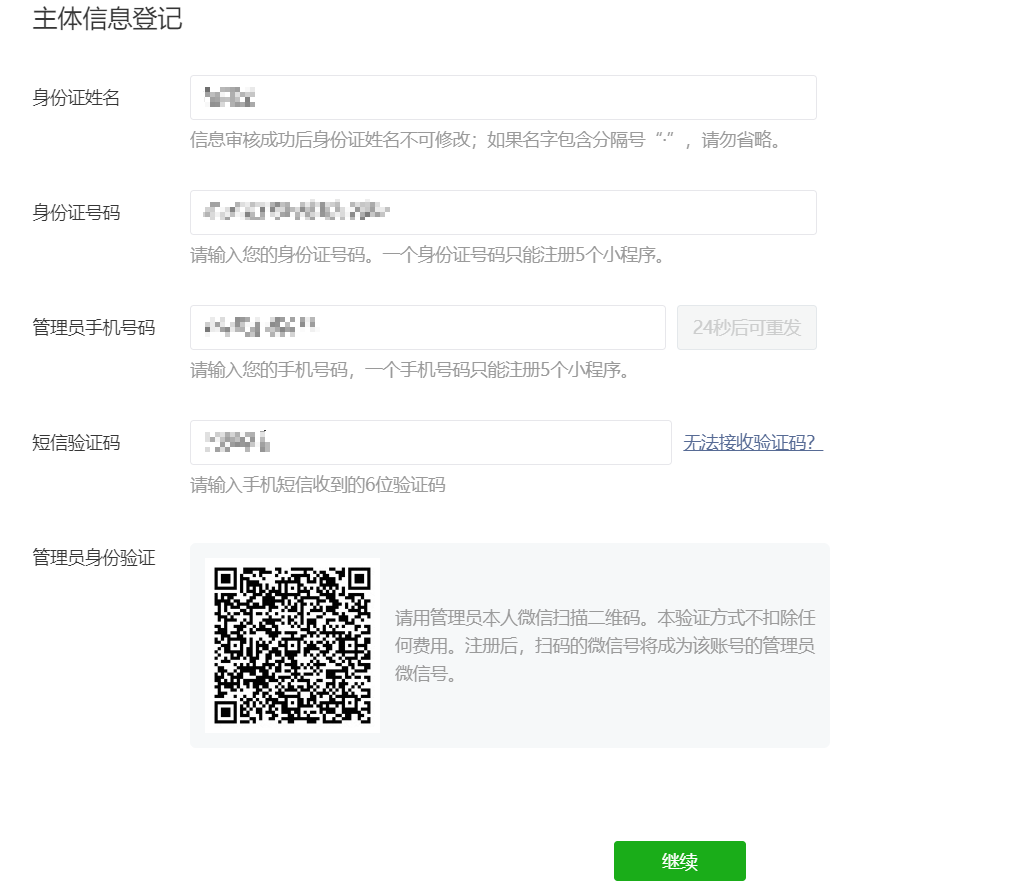 主体信息登记
身份证姓名
信息审核成功后身份证姓名不可修改；如果名字包含分隔号“·”，请勿省略。
身份证号码
请输入您的身份证号码。一个身份证号码只能注册5个小程序。
管理员手机号码
24秒后可重发
请输入您的手机号码，一个手机号码只能注册5个小程序。
短信验证码
无法接收验证码？
请输入手机短信收到的6位验证码
管理员身份验证
请用管理员本人微信扫描二维码。本验证方式不扣除任
何费用。注册后，扫码的微信号将成为该账号的管理员
微信号。
继续